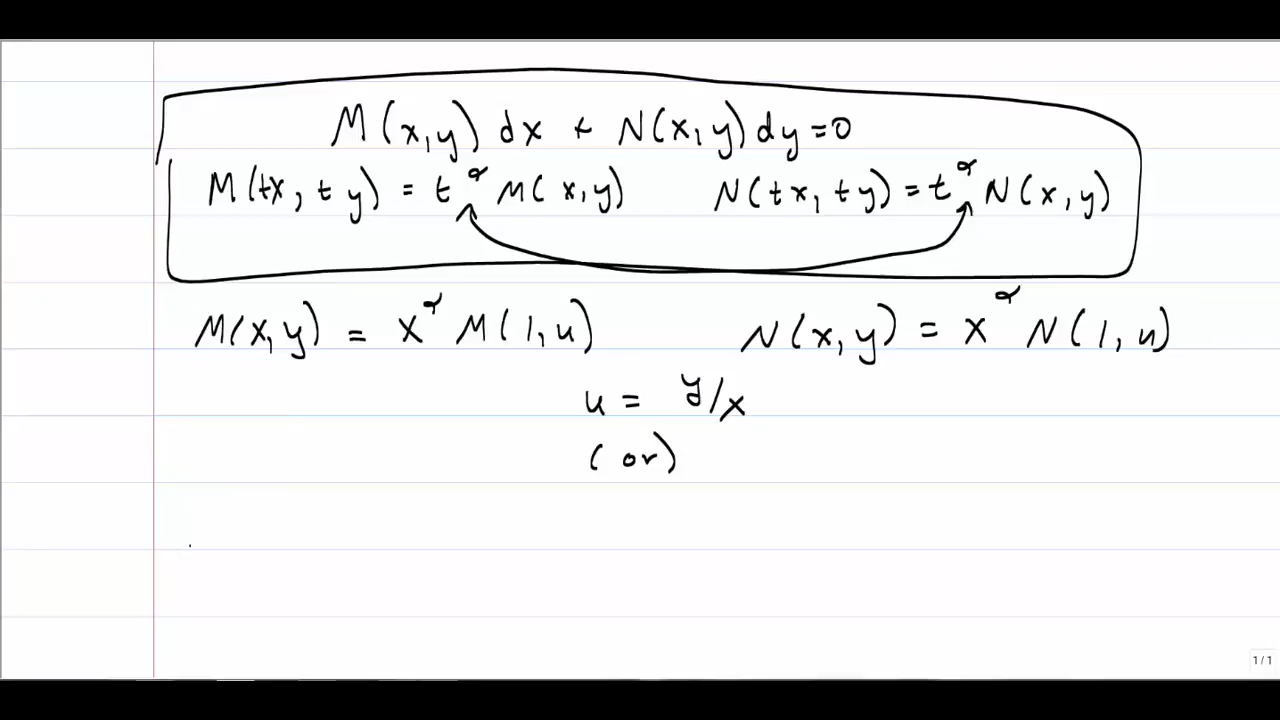 M(x,y) dx + N(x,y) dy = 0
M(tx, ty) = t^α M(x,y) N(tx, ty) = t^α N(x,y)
M(x,y) = x^α M(1,u) N(x,y) = x^α N(1,u)
u = y/x
(or)
1/1